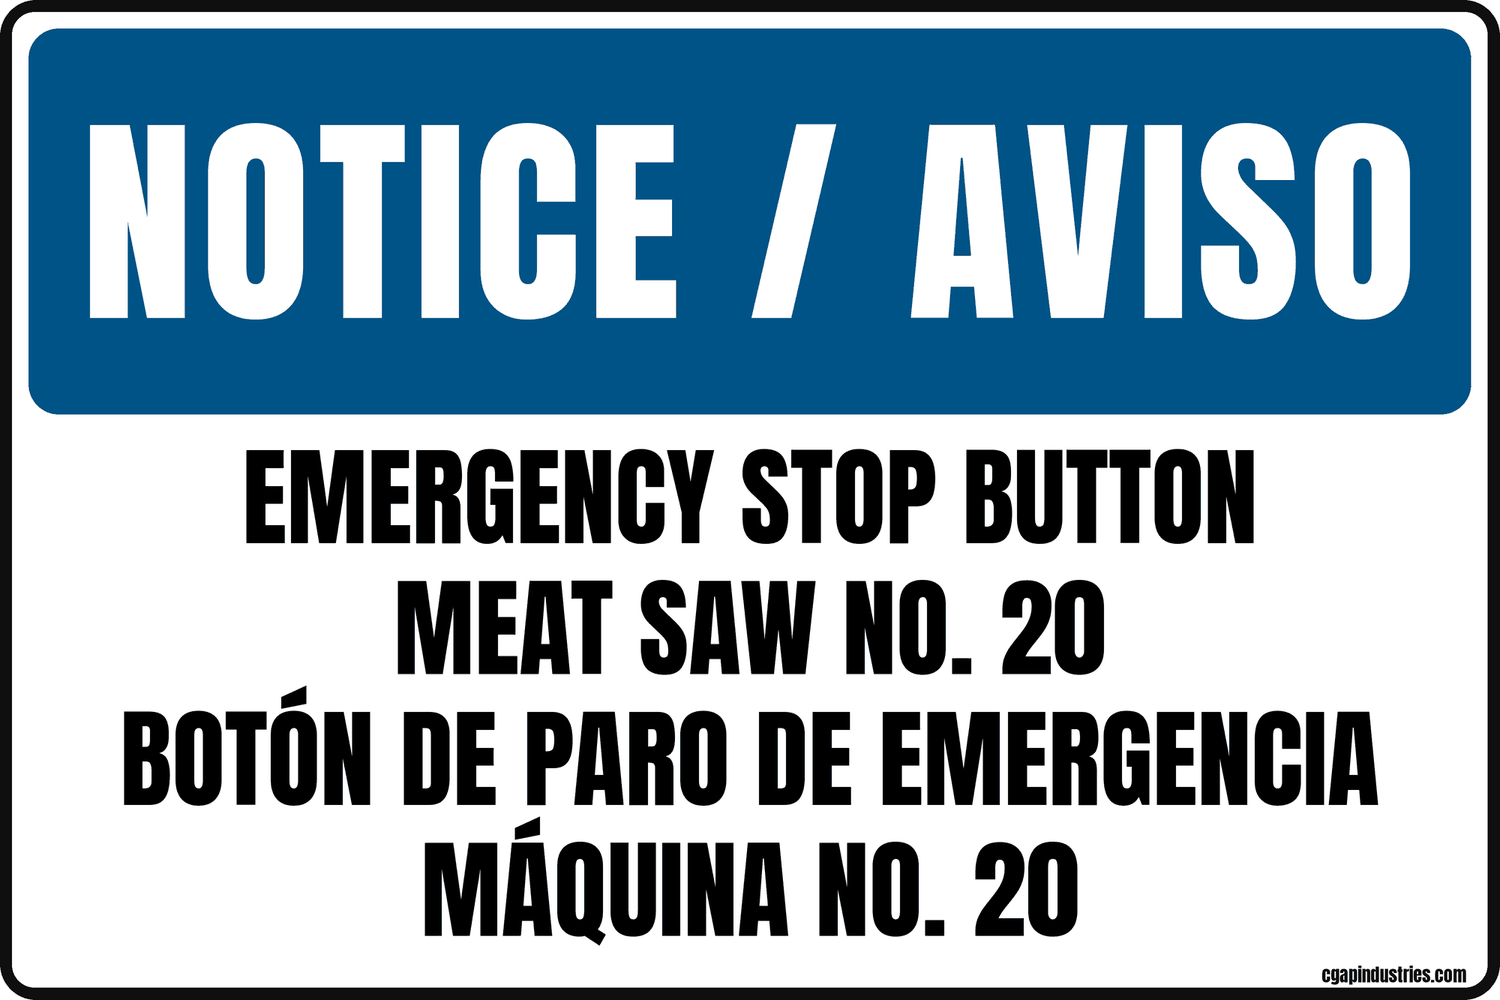 NOTICE / AVISO
EMERGENCY STOP BUTTON
MEAT SAW NO. 20
BOTÓN DE PARO DE EMERGENCIA
MÁQUINA NO. 20
cgapindustries.com